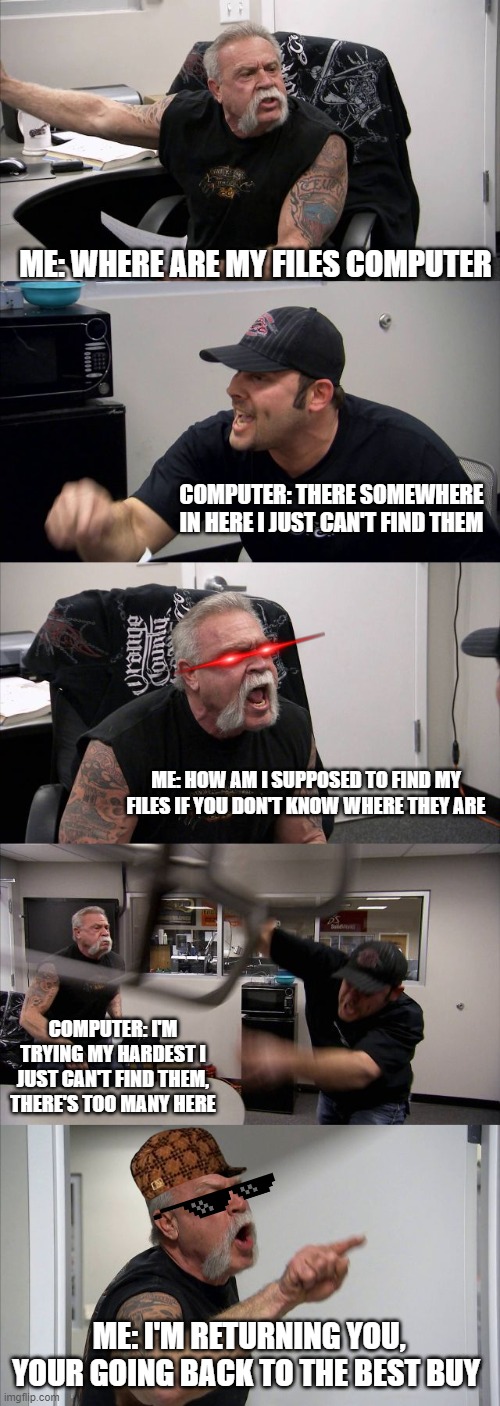 ME: WHERE ARE MY FILES COMPUTER
COMPUTER: THERE SOMEWHERE
IN HERE I JUST CAN'T FIND THEM
Orange
County
ME: HOW AM I SUPPOSED TO FIND MY
FILES IF YOU DON'T KNOW WHERE THEY ARE
COMPUTER: I'M
TRYING MY HARDEST I
JUST CAN'T FIND THEM,
THERE'S TOO MANY HERE
ME: I'M RETURNING YOU,
YOUR GOING BACK TO THE BEST BUY
imgflip.com